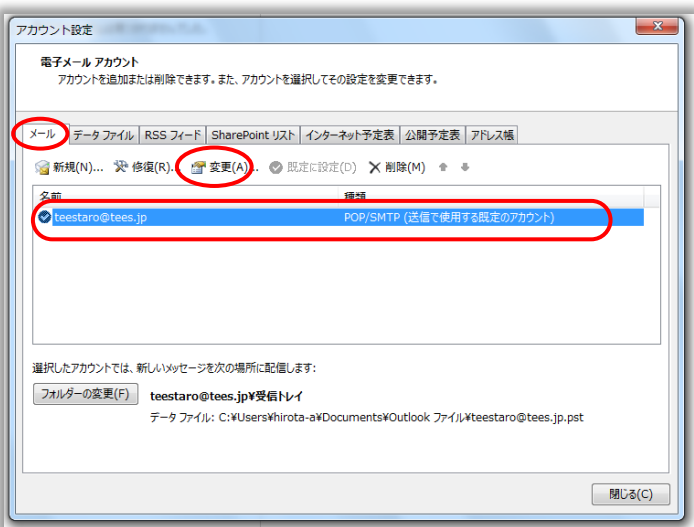 アカウント設定
電子メール アカウント
アカウントを追加または削除できます。また、アカウントを選択してその設定を変更できます。
メール データ ファイル RSS フィード SharePoint リスト インターネット予定表 公開予定表 アドレス帳
新規(N)... 修復(R)... 変更(A)... 既定に設定(D) 削除(M)
名前 種類
teestaro@tees.jp POP/SMTP (送信で使用する既定のアカウント)
選択したアカウントでは、新しいメッセージを次の場所に配信します:
フォルダーの変更(F) teestaro@tees.jp¥受信トレイ
データ ファイル: C:¥Users¥hirota-a¥Documents¥Outlook ファイル¥teestaro@tees.jp.pst
閉じる(C)